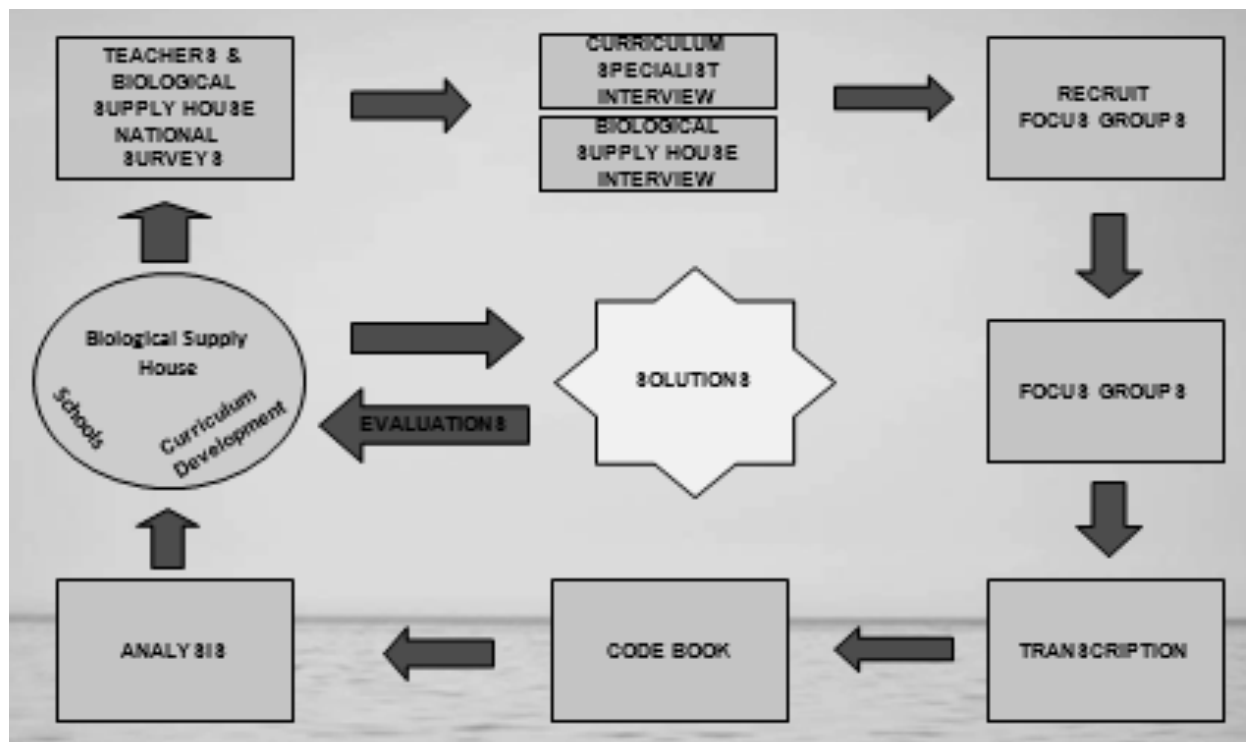 TEACHERS &
BIOLOGICAL
SUPPLY HOUSE
NATIONAL
SURVEYS
CURRICULUM
SPECIALIST
INTERVIEW
BIOLOGICAL
SUPPLY HOUSE
INTERVIEW
RECRUIT
FOCUS GROUPS
Biological Supply
House
Schools
Curriculum
Development
SOLUTIONS
EVALUATIONS
FOCUS GROUPS
ANALYSIS
CODE BOOK
TRANSCRIPTION